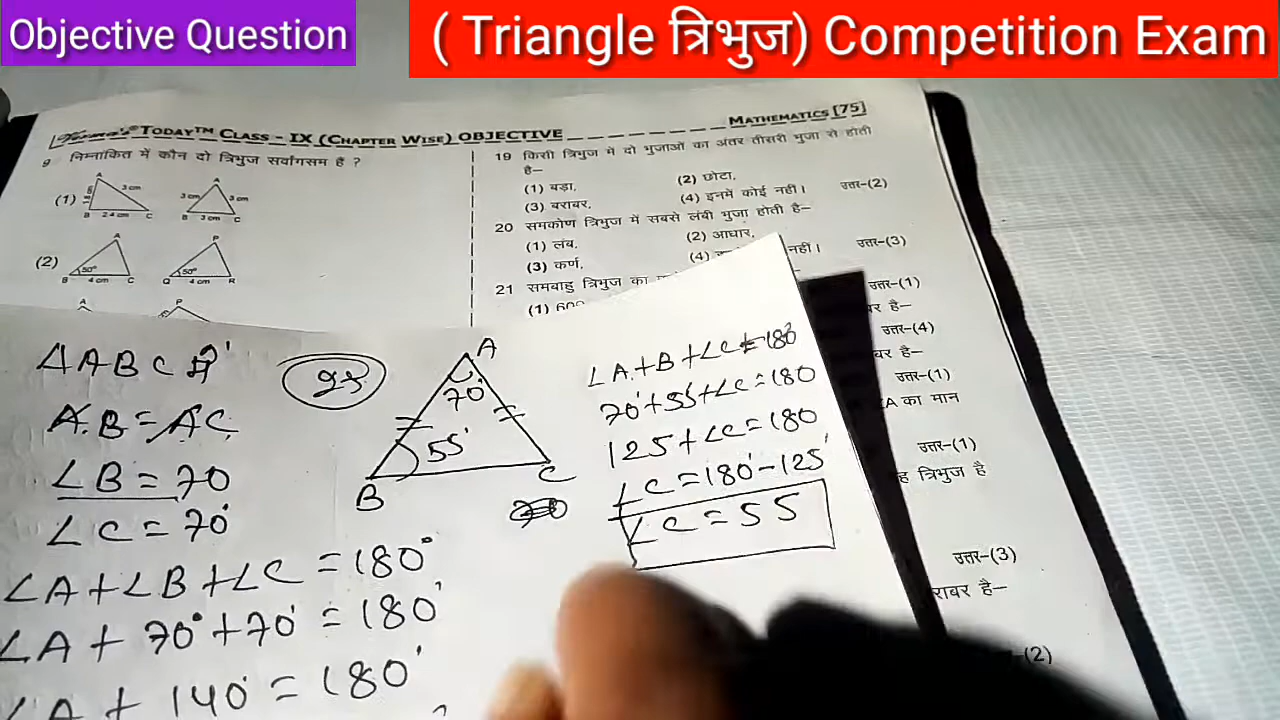 Objective Question
( Triangle त्रिभुज) Competition Exam
TODAY™ CLASS - IX (CHAPTER WISE) OBJECTIVE
MATHEMATICS [75]
9 निम्नांकित में कौन दो त्रिभुज सर्वांगसम है ?
(1) A 3 cm B 2.4 cm C
A 3 cm 3 cm B 3 cm C
(2) A B 50° 4 cm C
P Q 50° 4 cm R
A P
19 किसी त्रिभुज में दो भुजाओं का अंतर तीसरी भुजा से होती
है–
(1) बड़ा, (2) छोटा,
(3) बराबर, (4) इनमें कोई नहीं। उत्तर-(2)
20 समकोण त्रिभुज में सबसे लंबी भुजा होती है–
(1) लंब, (2) आधार,
(3) कर्ण, (4) नहीं। उत्तर-(3)
21 समबाहु त्रिभुज का
(1) 600
उत्तर-(1)
है–
उत्तर-(4)
है–
उत्तर-(1)
का मान
उत्तर-(1)
त्रिभुज है
उत्तर-(3)
है–
-(2)
ΔABC में
A.B = AC.
∠B = 70
∠C = 70°
∠A + ∠B + ∠C = 180°
∠A + 70° + 70° = 180°
∠A + 140 = 180°
A
70°
55°
B
C
∠A + B + ∠C = 180°
70° + 55° + ∠C = 180
125 + ∠C = 180
∠C = 180° - 125°
∠C = 55